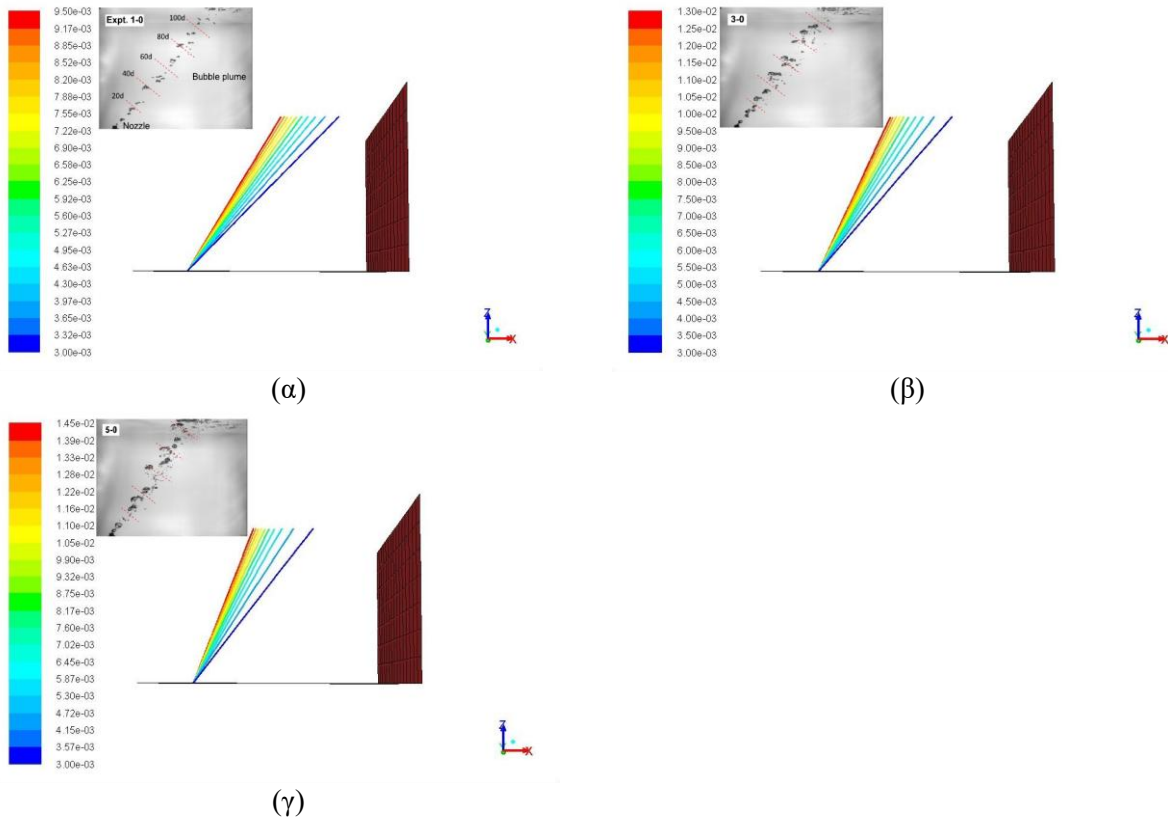 9.50e-03
9.17e-03
8.85e-03
8.52e-03
8.20e-03
7.88e-03
7.55e-03
7.22e-03
6.90e-03
6.58e-03
6.25e-03
5.92e-03
5.60e-03
5.27e-03
4.95e-03
4.63e-03
4.30e-03
3.97e-03
3.65e-03
3.32e-03
3.00e-03
Expt. 1-0
100d
80d
60d
40d
20d
Bubble plume
Nozzle
Z
X
(α)
1.30e-02
1.25e-02
1.20e-02
1.15e-02
1.10e-02
1.05e-02
1.00e-02
9.50e-03
9.00e-03
8.50e-03
8.00e-03
7.50e-03
7.00e-03
6.50e-03
6.00e-03
5.50e-03
5.00e-03
4.50e-03
4.00e-03
3.50e-03
3.00e-03
3-0
Z
X
(β)
1.45e-02
1.39e-02
1.34e-02
1.28e-02
1.22e-02
1.16e-02
1.10e-02
1.05e-02
9.90e-03
9.32e-03
8.75e-03
8.17e-03
7.60e-03
7.02e-03
6.45e-03
5.87e-03
5.30e-03
4.72e-03
4.15e-03
3.57e-03
3.00e-03
5-0
Z
X
(γ)